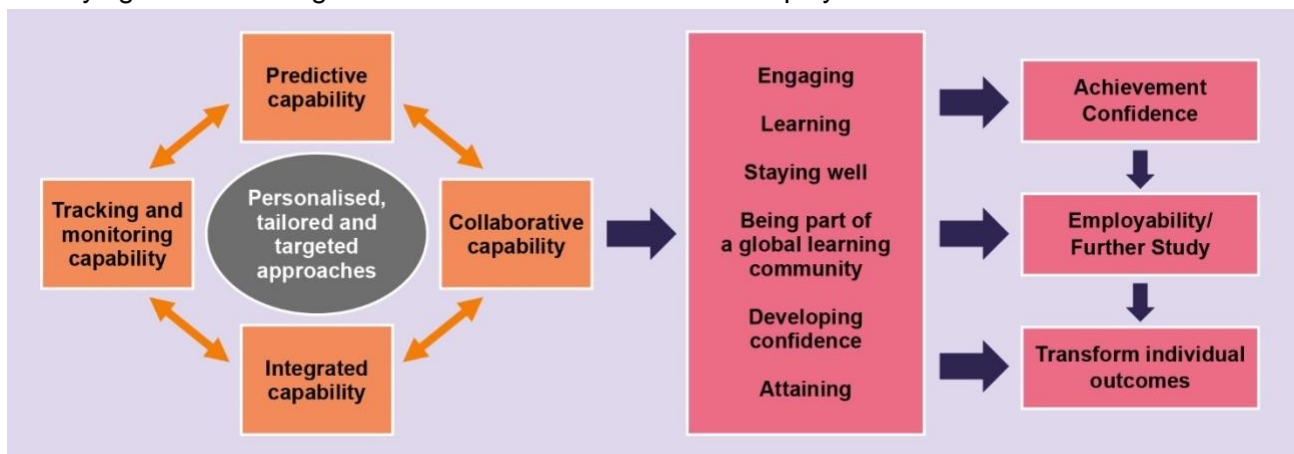 Predictive
capability
Tracking and
monitoring
capability
Personalised,
tailored and
targeted
approaches
Collaborative
capability
Integrated
capability
Engaging
Learning
Staying well
Being part of
a global learning
community
Developing
confidence
Attaining
Achievement
Confidence
Employability/
Further Study
Transform individual
outcomes